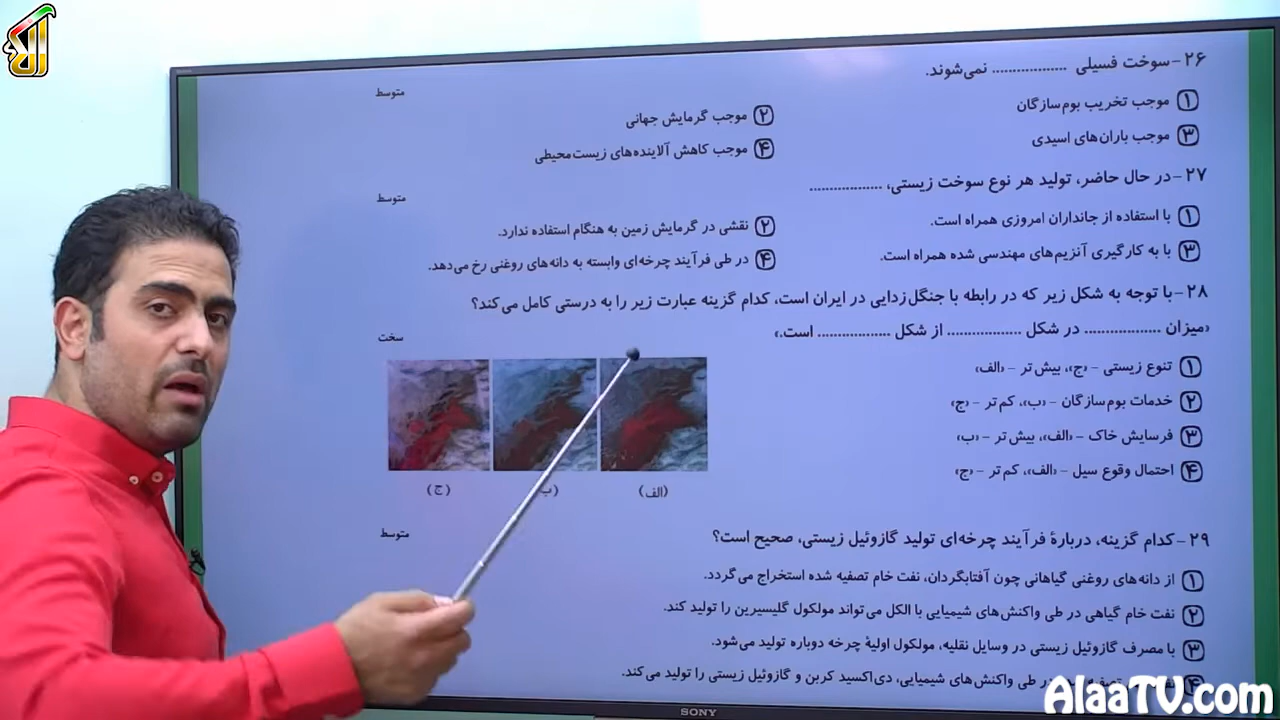 آلاء
۲۶-سوخت فسیلی .................. نمی‌شوند.
متوسط
۱ موجب تخریب بوم‌سازگان
۲ موجب گرمایش جهانی
۳ موجب باران‌های اسیدی
۴ موجب کاهش آلاینده‌های زیست‌محیطی
۲۷-در حال حاضر، تولید هر نوع سوخت زیستی، ..................
متوسط
۱ با استفاده از جانداران امروزی همراه است.
۲ نقشی در گرمایش زمین به هنگام استفاده ندارد.
۳ با به کارگیری آنزیم‌های مهندسی شده همراه است.
۴ در طی فرآیند چرخه‌ای وابسته به دانه‌های روغنی رخ می‌دهد.
۲۸-با توجه به شکل زیر که در رابطه با جنگل‌زدایی در ایران است، کدام گزینه عبارت زیر را به درستی کامل می‌کند؟
«میزان .................. در شکل .................. از شکل .................. است.»
سخت
۱ تنوع زیستی - «ج»، بیش‌تر - «الف»
۲ خدمات بوم‌سازگان - «ب»، کم‌تر - «ج»
۳ فرسایش خاک - «الف»، بیش‌تر - «ب»
۴ احتمال وقوع سیل - «الف»، کم‌تر - «ج»
(الف)
ب)
(ج)
۲۹-کدام گزینه، دربارهٔ فرآیند چرخه‌ای تولید گازوئیل زیستی، صحیح است؟
متوسط
۱ از دانه‌های روغنی گیاهانی چون آفتابگردان، نفت خام تصفیه شده استخراج می‌گردد.
۲ نفت خام گیاهی در طی واکنش‌های شیمیایی با الکل می‌تواند مولکول گلیسیرین را تولید کند.
۳ با مصرف گازوئیل زیستی در وسایل نقلیه، مولکول اولیهٔ چرخه دوباره تولید می‌شود.
در طی واکنش‌های شیمیایی، دی‌اکسید کربن و گازوئیل زیستی را تولید می‌کند.
SONY
AlaaTV.com